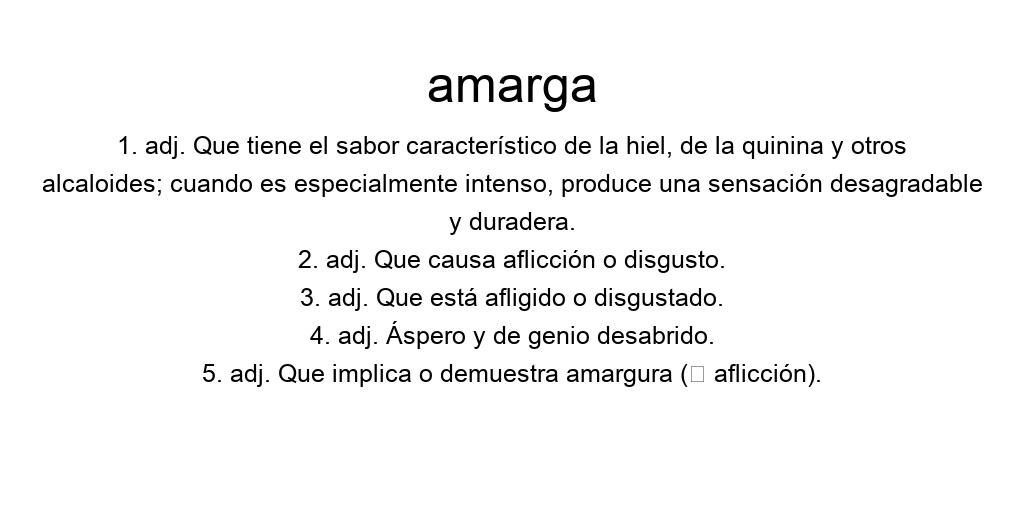 amarga
1. adj. Que tiene el sabor característico de la hiel, de la quinina y otros
alcaloides; cuando es especialmente intenso, produce una sensación desagradable
y duradera.
2. adj. Que causa aflicción o disgusto.
3. adj. Que está afligido o disgustado.
4. adj. Áspero y de genio desabrido.
5. adj. Que implica o demuestra amargura (□ aflicción).